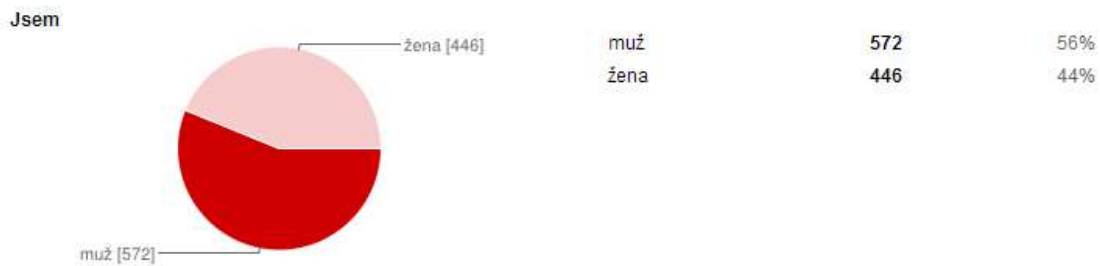 Jsem
žena [446]
muž [572]
muž 572 56%
žena 446 44%